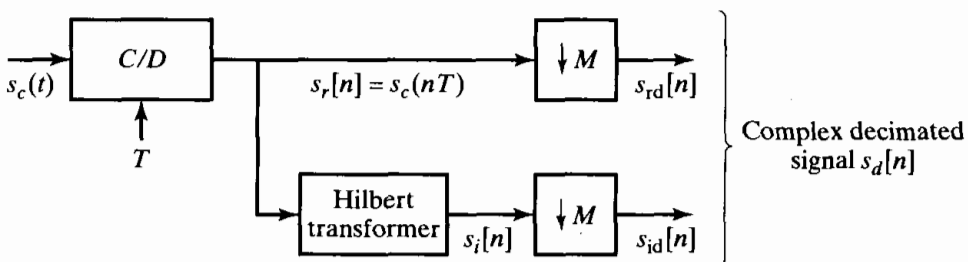 C/D
↓ M
s_c(t)
s_r[n] = s_c(nT)
s_rd[n]
T
Complex decimated
signal s_d[n]
Hilbert
transformer
↓ M
s_i[n]
s_id[n]